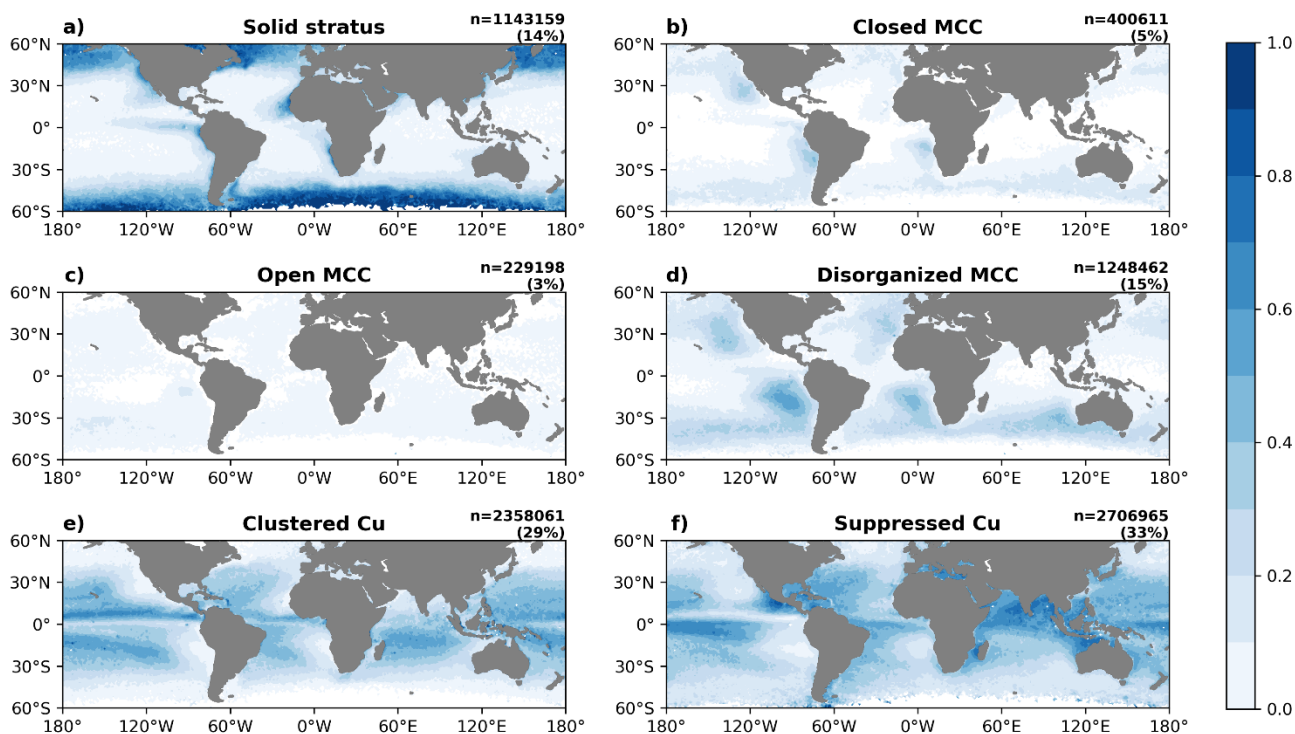 a) Solid stratus n=1143159
(14%)
60°N
30°N
0°
30°S
60°S
180° 120°W 60°W 0°W 60°E 120°E 180°
b) Closed MCC n=400611
(5%)
60°N
30°N
0°
30°S
60°S
180° 120°W 60°W 0°W 60°E 120°E 180°
c) Open MCC n=229198
(3%)
60°N
30°N
0°
30°S
60°S
180° 120°W 60°W 0°W 60°E 120°E 180°
d) Disorganized MCC n=1248462
(15%)
60°N
30°N
0°
30°S
60°S
180° 120°W 60°W 0°W 60°E 120°E 180°
e) Clustered Cu n=2358061
(29%)
60°N
30°N
0°
30°S
60°S
180° 120°W 60°W 0°W 60°E 120°E 180°
f) Suppressed Cu n=2706965
(33%)
60°N
30°N
0°
30°S
60°S
180° 120°W 60°W 0°W 60°E 120°E 180°
1.0
0.8
0.6
0.4
0.2
0.0